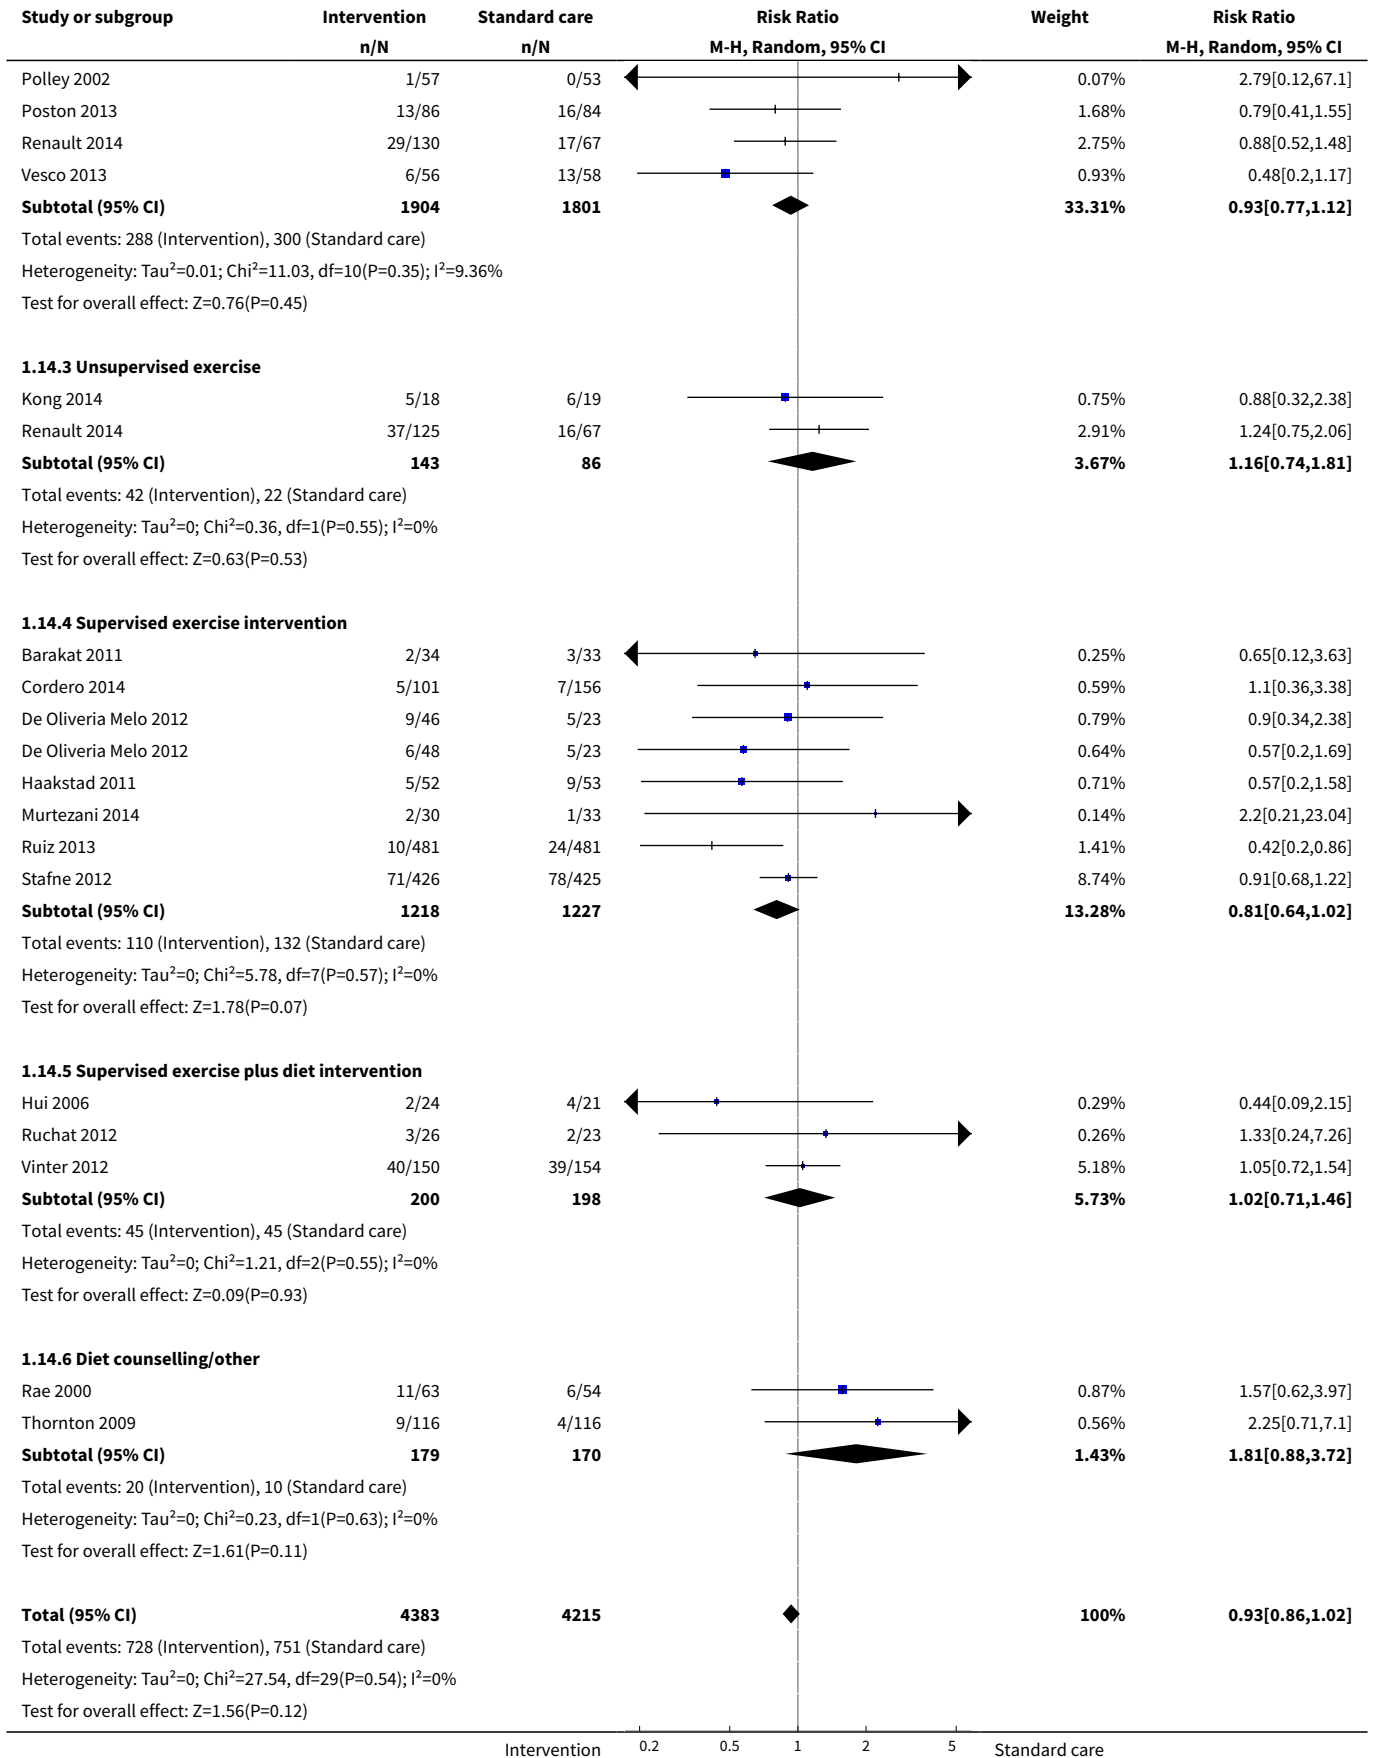 Study or subgroup Intervention Standard care Risk Ratio Weight Risk Ratio
n/N n/N M-H, Random, 95% CI M-H, Random, 95% CI
Polley 2002 1/57 0/53 0.07% 2.79[0.12,67.1]
Poston 2013 13/86 16/84 1.68% 0.79[0.41,1.55]
Renault 2014 29/130 17/67 2.75% 0.88[0.52,1.48]
Vesco 2013 6/56 13/58 0.93% 0.48[0.2,1.17]
Subtotal (95% CI) 1904 1801 33.31% 0.93[0.77,1.12]
Total events: 288 (Intervention), 300 (Standard care)
Heterogeneity: Tau²=0.01; Chi²=11.03, df=10(P=0.35); I²=9.36%
Test for overall effect: Z=0.76(P=0.45)
1.14.3 Unsupervised exercise
Kong 2014 5/18 6/19 0.75% 0.88[0.32,2.38]
Renault 2014 37/125 16/67 2.91% 1.24[0.75,2.06]
Subtotal (95% CI) 143 86 3.67% 1.16[0.74,1.81]
Total events: 42 (Intervention), 22 (Standard care)
Heterogeneity: Tau²=0; Chi²=0.36, df=1(P=0.55); I²=0%
Test for overall effect: Z=0.63(P=0.53)
1.14.4 Supervised exercise intervention
Barakat 2011 2/34 3/33 0.25% 0.65[0.12,3.63]
Cordero 2014 5/101 7/156 0.59% 1.1[0.36,3.38]
De Oliveria Melo 2012 9/46 5/23 0.79% 0.9[0.34,2.38]
De Oliveria Melo 2012 6/48 5/23 0.64% 0.57[0.2,1.69]
Haakstad 2011 5/52 9/53 0.71% 0.57[0.2,1.58]
Murtezani 2014 2/30 1/33 0.14% 2.2[0.21,23.04]
Ruiz 2013 10/481 24/481 1.41% 0.42[0.2,0.86]
Stafne 2012 71/426 78/425 8.74% 0.91[0.68,1.22]
Subtotal (95% CI) 1218 1227 13.28% 0.81[0.64,1.02]
Total events: 110 (Intervention), 132 (Standard care)
Heterogeneity: Tau²=0; Chi²=5.78, df=7(P=0.57); I²=0%
Test for overall effect: Z=1.78(P=0.07)
1.14.5 Supervised exercise plus diet intervention
Hui 2006 2/24 4/21 0.29% 0.44[0.09,2.15]
Ruchat 2012 3/26 2/23 0.26% 1.33[0.24,7.26]
Vinter 2012 40/150 39/154 5.18% 1.05[0.72,1.54]
Subtotal (95% CI) 200 198 5.73% 1.02[0.71,1.46]
Total events: 45 (Intervention), 45 (Standard care)
Heterogeneity: Tau²=0; Chi²=1.21, df=2(P=0.55); I²=0%
Test for overall effect: Z=0.09(P=0.93)
1.14.6 Diet counselling/other
Rae 2000 11/63 6/54 0.87% 1.57[0.62,3.97]
Thornton 2009 9/116 4/116 0.56% 2.25[0.71,7.1]
Subtotal (95% CI) 179 170 1.43% 1.81[0.88,3.72]
Total events: 20 (Intervention), 10 (Standard care)
Heterogeneity: Tau²=0; Chi²=0.23, df=1(P=0.63); I²=0%
Test for overall effect: Z=1.61(P=0.11)
Total (95% CI) 4383 4215 100% 0.93[0.86,1.02]
Total events: 728 (Intervention), 751 (Standard care)
Heterogeneity: Tau²=0; Chi²=27.54, df=29(P=0.54); I²=0%
Test for overall effect: Z=1.56(P=0.12)
Intervention 0.2 0.5 1 2 5 Standard care